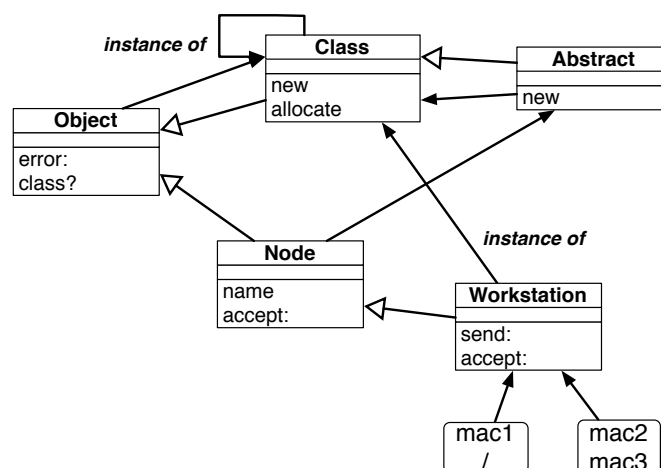 instance of
Class
new
allocate
Abstract
new
Object
error:
class?
Node
name
accept:
instance of
Workstation
send:
accept:
mac1
/
mac2
mac3